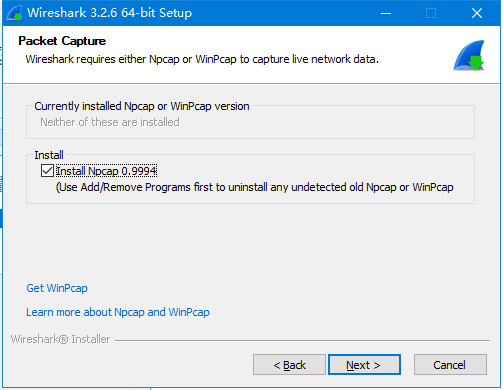 Wireshark 3.2.6 64-bit Setup
Packet Capture
Wireshark requires either Npcap or WinPcap to capture live network data.
Currently installed Npcap or WinPcap version
Neither of these are installed
Install
Install Npcap 0.9994
(Use Add/Remove Programs first to uninstall any undetected old Npcap or WinPcap
Get WinPcap
Learn more about Npcap and WinPcap
Wireshark® Installer
< Back
Next >
Cancel